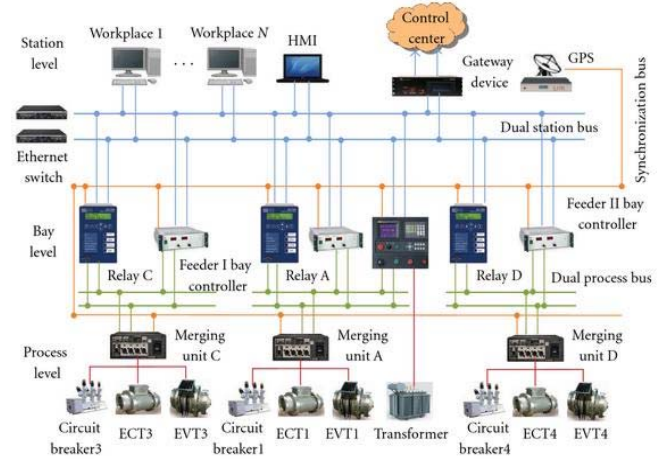 Station
level
Workplace 1
...
Workplace N
HMI
Control
center
Gateway
device
GPS
Synchronization bus
Dual station bus
Ethernet
switch
Bay
level
Relay C
Feeder I bay
controller
Relay A
Relay D
Feeder II bay
controller
Dual process bus
Process
level
Merging
unit C
Merging
unit A
Merging
unit D
Circuit
breaker3
ECT3
EVT3
Circuit
breaker1
ECT1
EVT1
Transformer
Circuit
breaker4
ECT4
EVT4